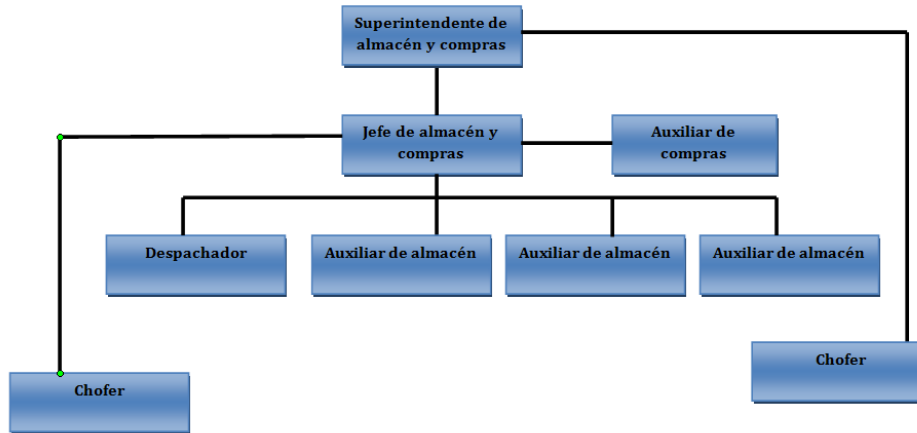 Superintendente de
almacén y compras
Jefe de almacén y
compras
Auxiliar de
compras
Despachador
Auxiliar de almacén
Auxiliar de almacén
Auxiliar de almacén
Chofer
Chofer